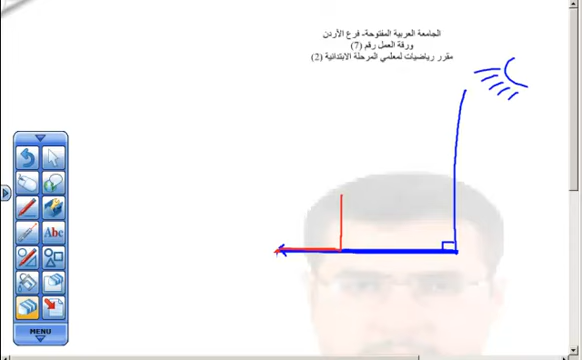 الجامعة العربية المفتوحة- فرع الأردن
ورقة العمل رقم (7)
مقرر رياضيات لمعلمي المرحلة الابتدائية (2)
Abc
MENU